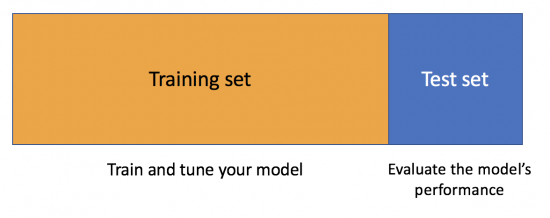 Training set
Test set
Train and tune your model
Evaluate the model's
performance